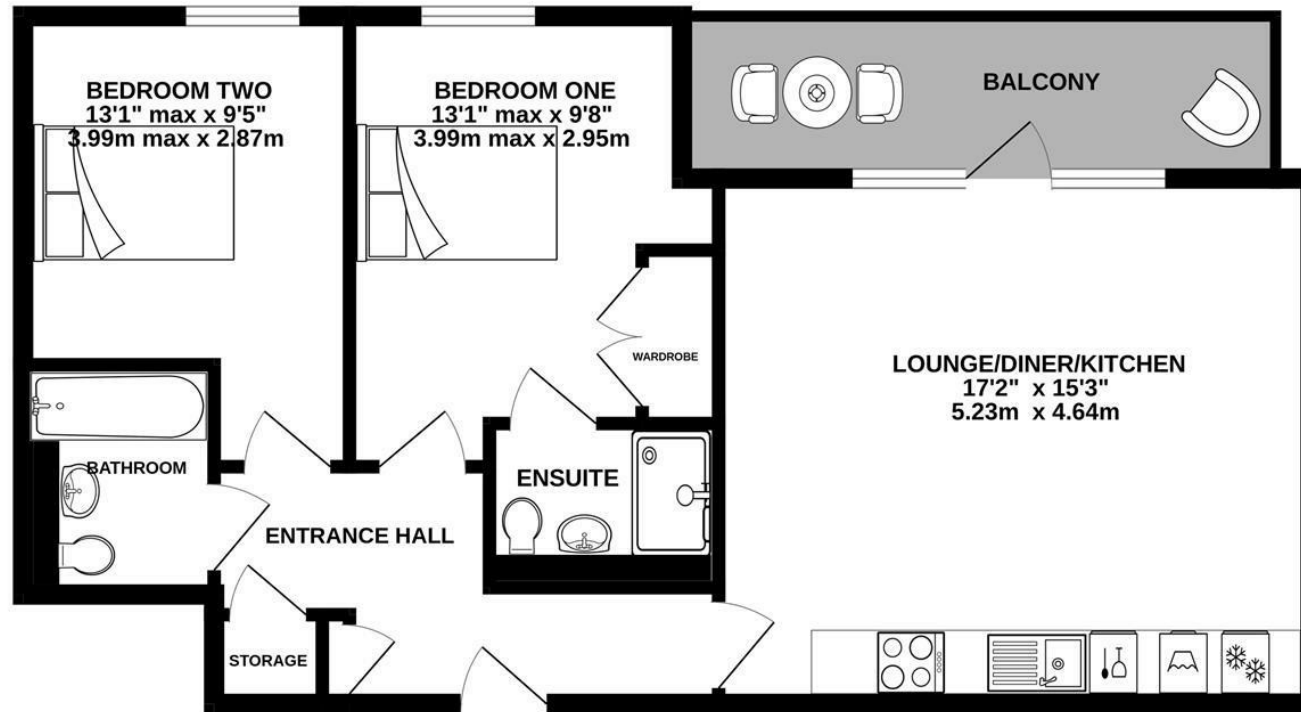 BEDROOM TWO
13'1" max x 9'5"
3.99m max x 2.87m
BEDROOM ONE
13'1" max x 9'8"
3.99m max x 2.95m
BALCONY
WARDROBE
LOUNGE/DINER/KITCHEN
17'2" x 15'3"
5.23m x 4.64m
BATHROOM
ENSUITE
ENTRANCE HALL
STORAGE